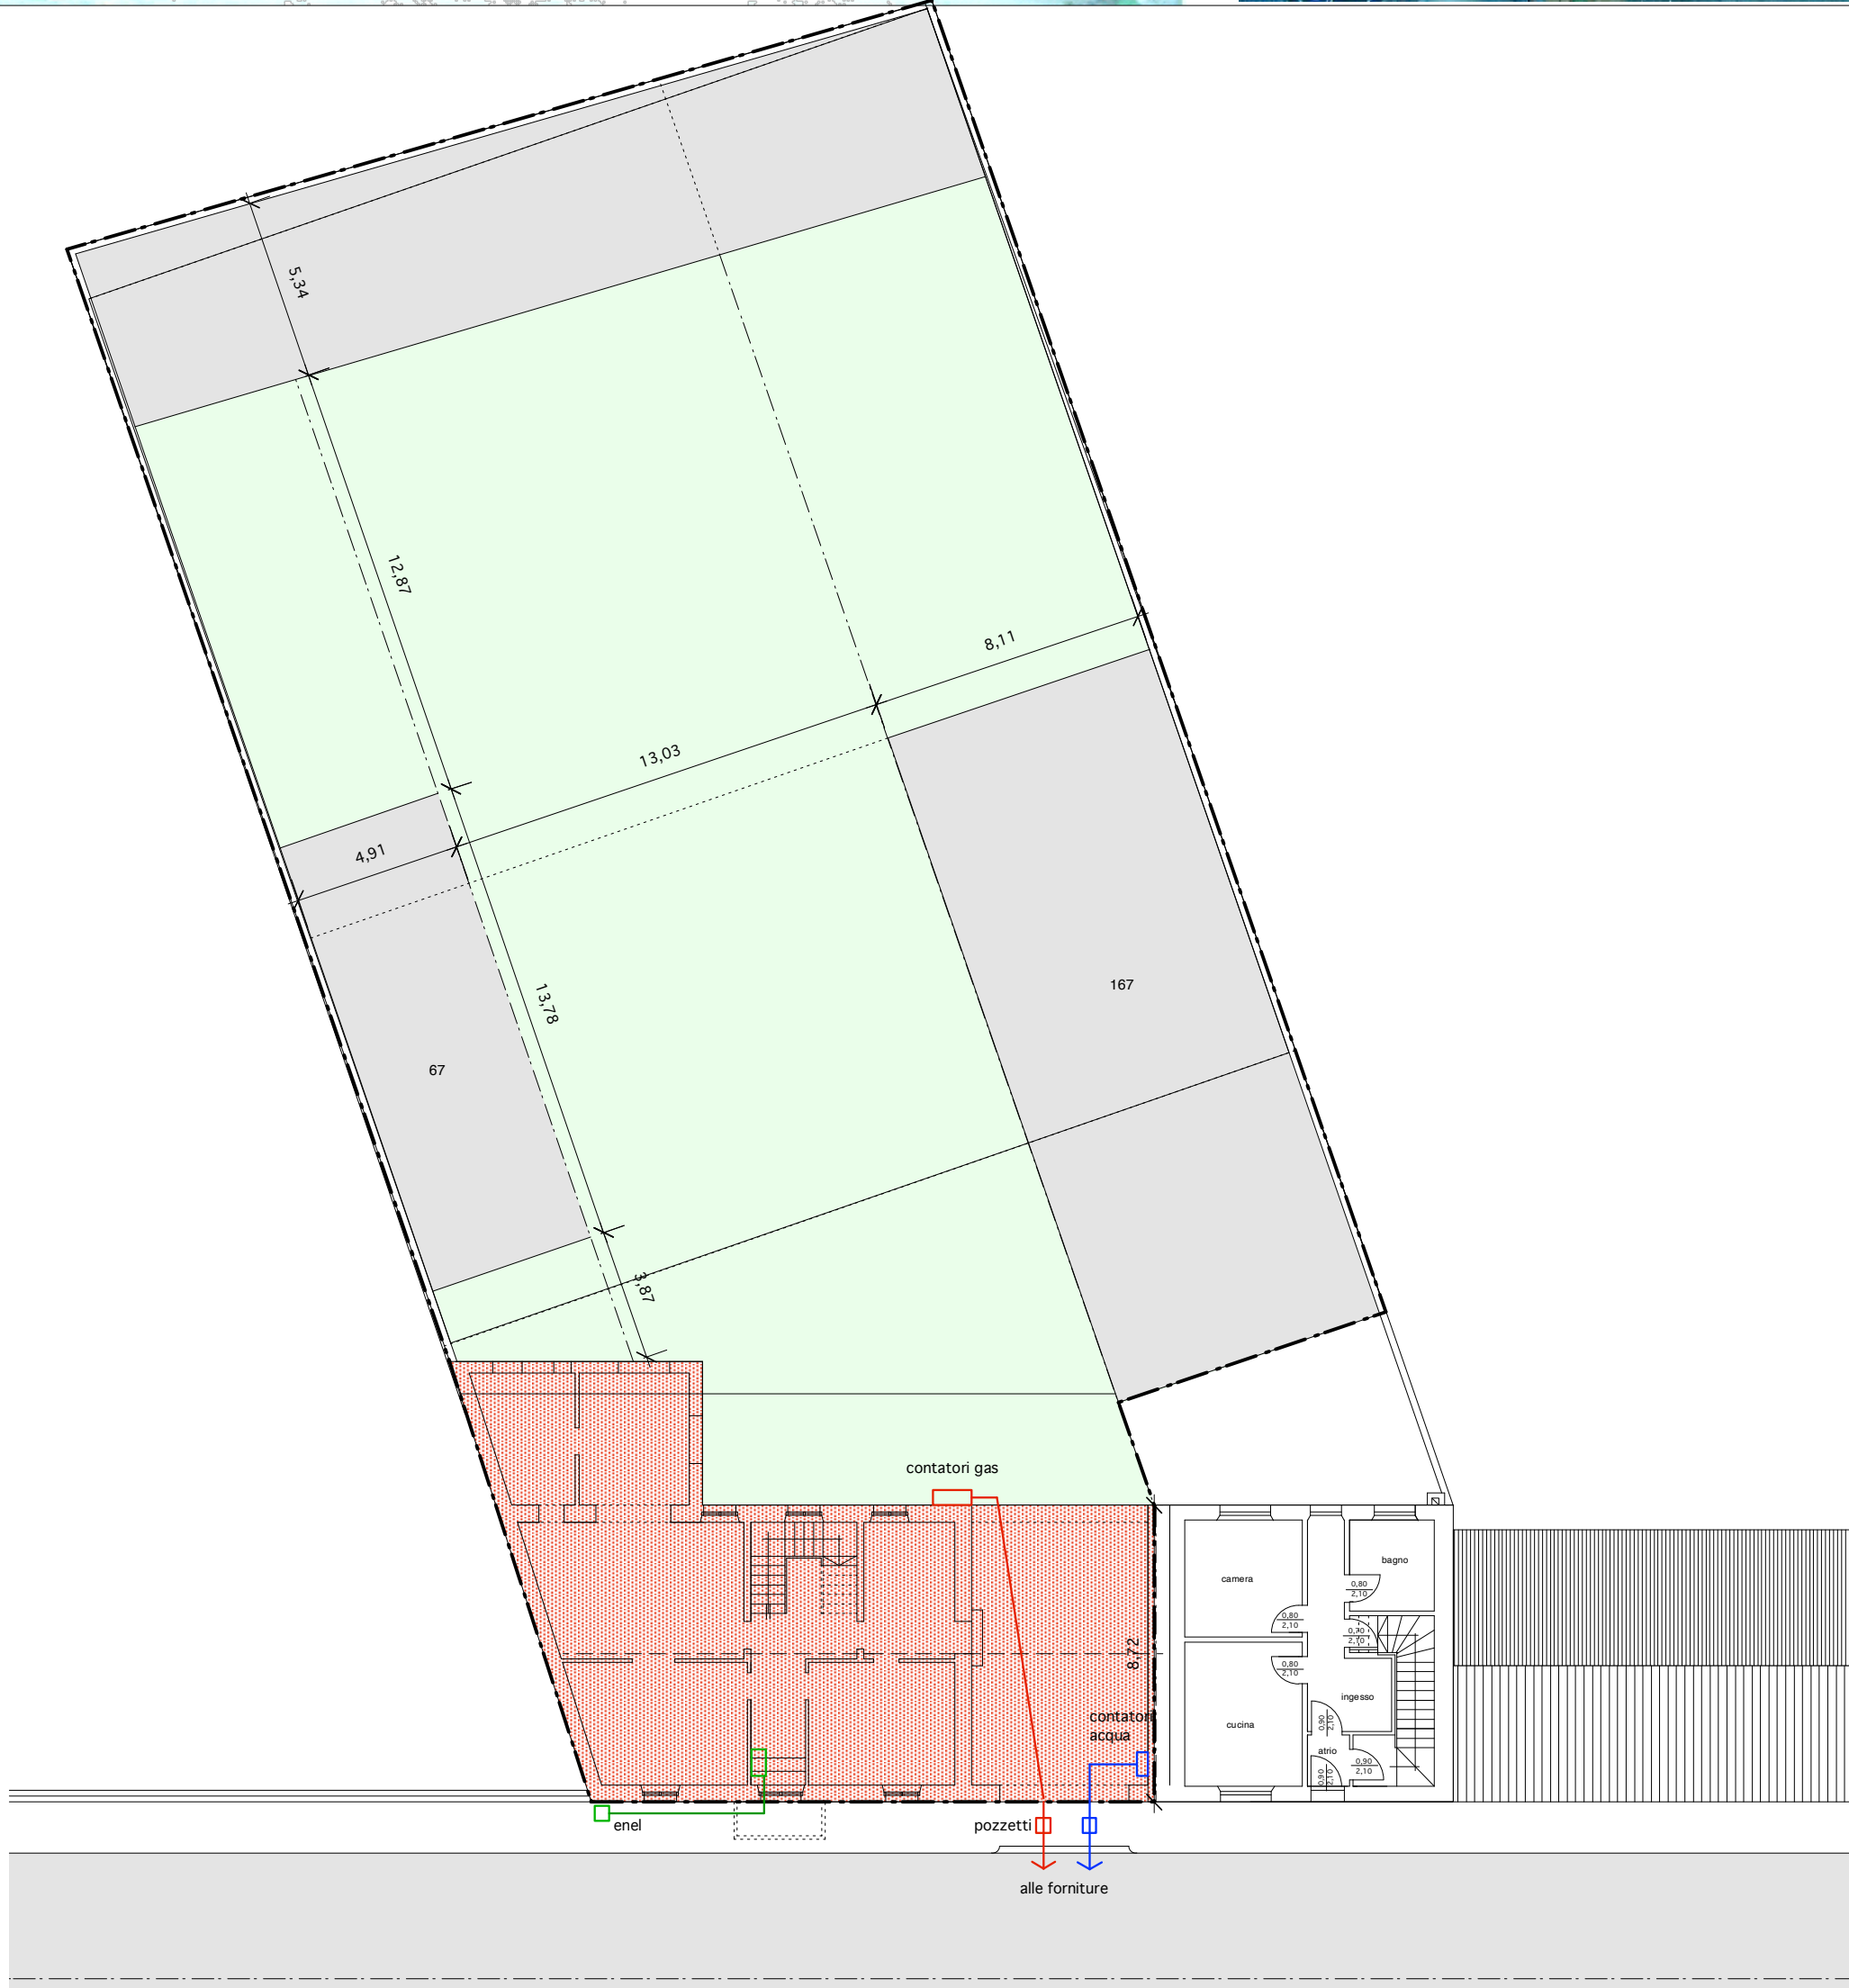 5,34
12,87
8,11
13,03
4,91
167
13,78
67
3,87
contatori gas
bagno
camera
0,80
2,10
0,80
2,10
0,70
2,10
8,72
0,80
2,10
ingesso
contatori
acqua
cucina
0,90
2,10
atrio
0,90
2,10
0,90
2,10
enel
pozzetti
alle forniture